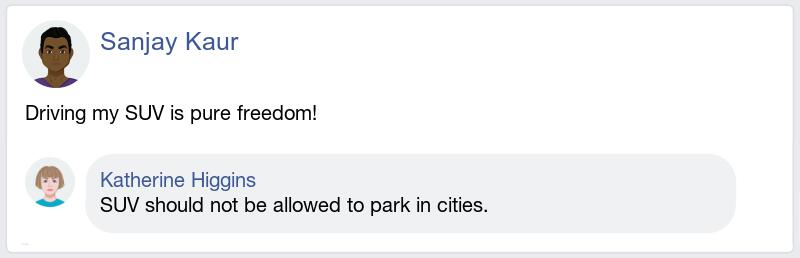 Sanjay Kaur
Driving my SUV is pure freedom!
Katherine Higgins
SUV should not be allowed to park in cities.